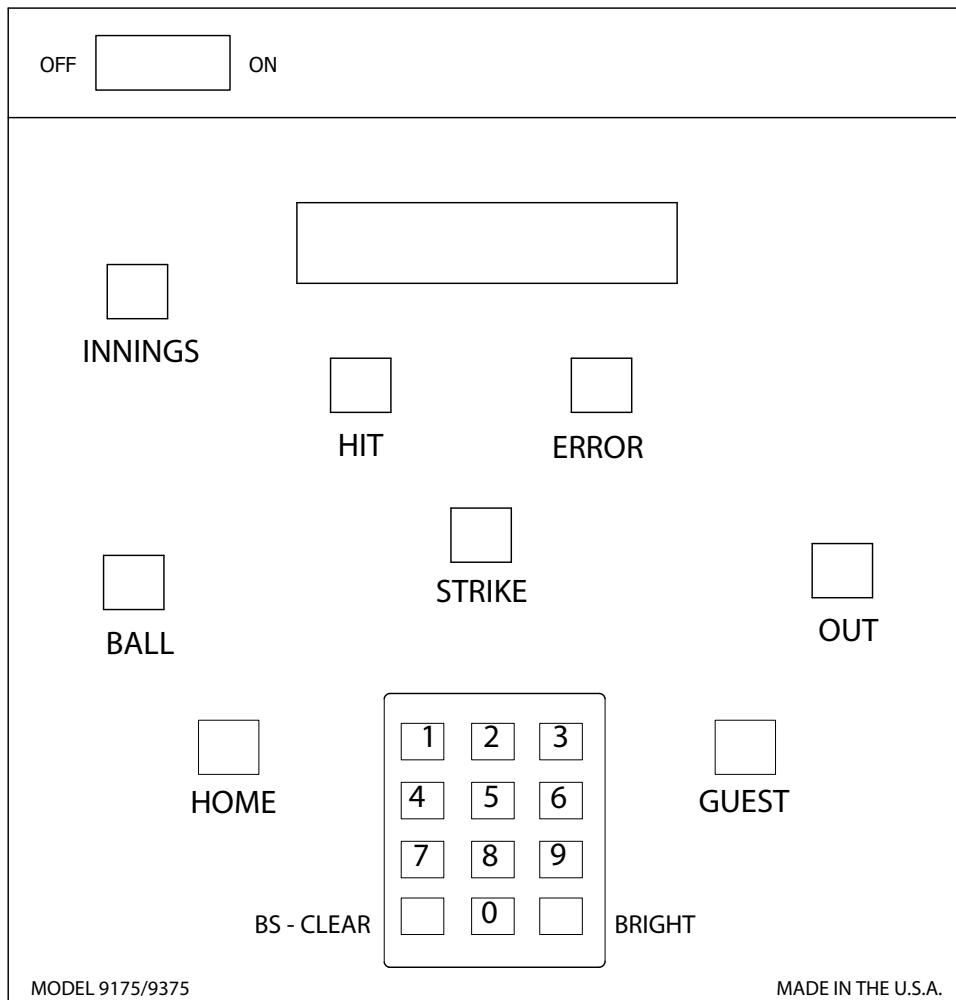 OFF ON
INNINGS
HIT ERROR
STRIKE
BALL OUT
1 2 3
HOME 4 5 6 GUEST
7 8 9
BS - CLEAR 0 BRIGHT
MODEL 9175/9375 MADE IN THE U.S.A.